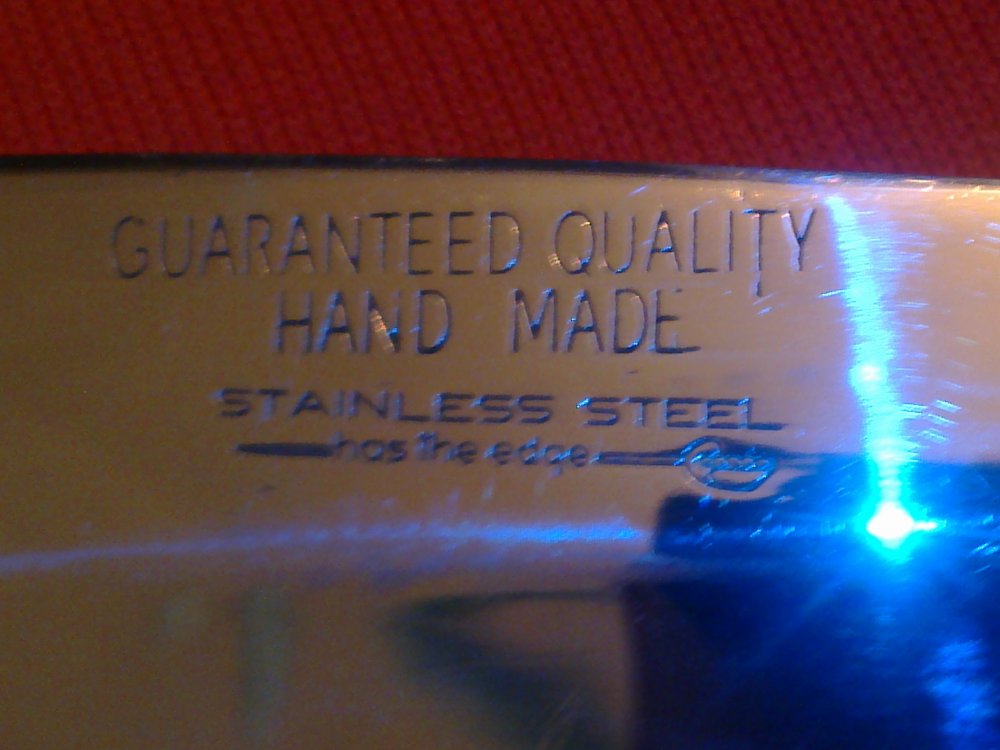 GUARANTEED QUALITY
HAND MADE
STAINLESS STEEL
has the edge